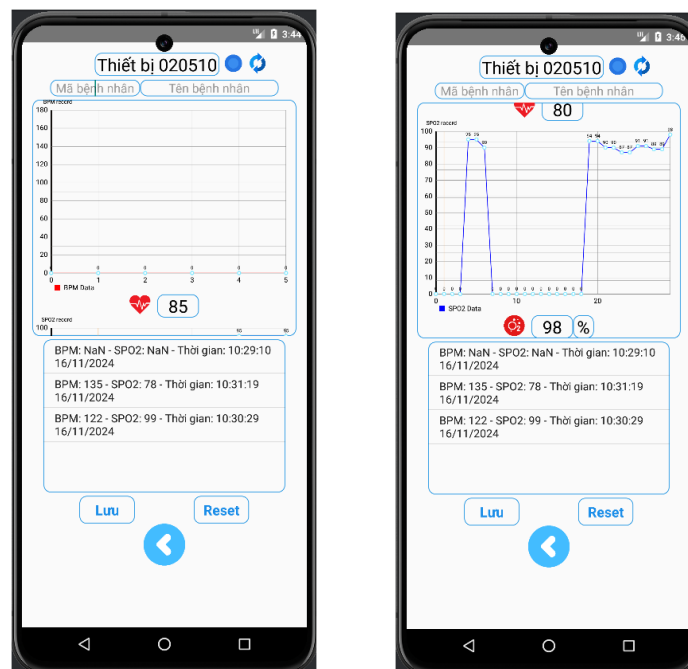 3:44
Thiết bị 020510
Mã bệnh nhân
Tên bệnh nhân
BPM record
180
160
140
120
100
80
60
40
20
0
0 0 0 0 0 0
0 1 2 3 4 5
BPM Data
85
SPO2 record
100
BPM: NaN - SPO2: NaN - Thời gian: 10:29:10
16/11/2024
BPM: 135 - SPO2: 78 - Thời gian: 10:31:19
16/11/2024
BPM: 122 - SPO2: 99 - Thời gian: 10:30:29
16/11/2024
Lưu
Reset
3:46
Thiết bị 020510
Mã bệnh nhân
Tên bệnh nhân
80
SPO2 record
100
90
80
70
60
50
40
30
20
10
0
0 10 20
SPO2 Data
98 %
BPM: NaN - SPO2: NaN - Thời gian: 10:29:10
16/11/2024
BPM: 135 - SPO2: 78 - Thời gian: 10:31:19
16/11/2024
BPM: 122 - SPO2: 99 - Thời gian: 10:30:29
16/11/2024
Lưu
Reset